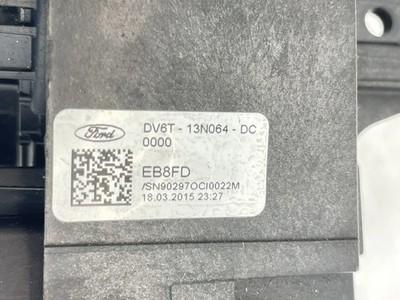 Ford
DV6T - 13N064 - DC
0000
EB8FD
/SN90297OCI0022M
18.03.2015 23:27